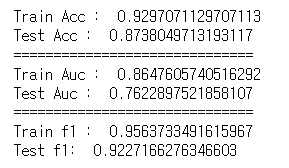 Train Acc :  0.9297071129707113
Test Acc :  0.8738049713193117
==============================
Train Auc :  0.8647605740516292
Test Auc :  0.7622897521858107
==============================
Train f1 :  0.9563733491615967
Test f1:  0.9227166276346603